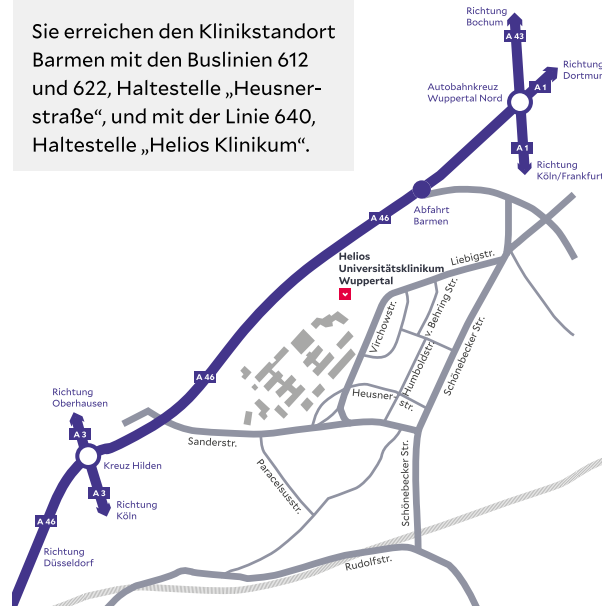 Sie erreichen den Klinikstandort
Barmen mit den Buslinien 612
und 622, Haltestelle „Heusner-
straße“, und mit der Linie 640,
Haltestelle „Helios Klinikum“.
Richtung
Bochum
A 43
Richtung
Dortmun
A 1
Autobahnkreuz
Wuppertal Nord
A 1
Richtung
Köln/Frankfurt
Abfahrt
Barmen
A 46
Helios
Universitätsklinikum
Wuppertal
Liebigstr.
Virchowstr.
v. Behring Str.
Humboldtstr.
Schönebecker Str.
A 46
Heusner-
str.
Richtung
Oberhausen
A 3
Sanderstr.
Kreuz Hilden
Paracelsusstr.
Schönebecker Str.
A 3
Richtung
Köln
A 46
Richtung
Düsseldorf
Rudolfstr.